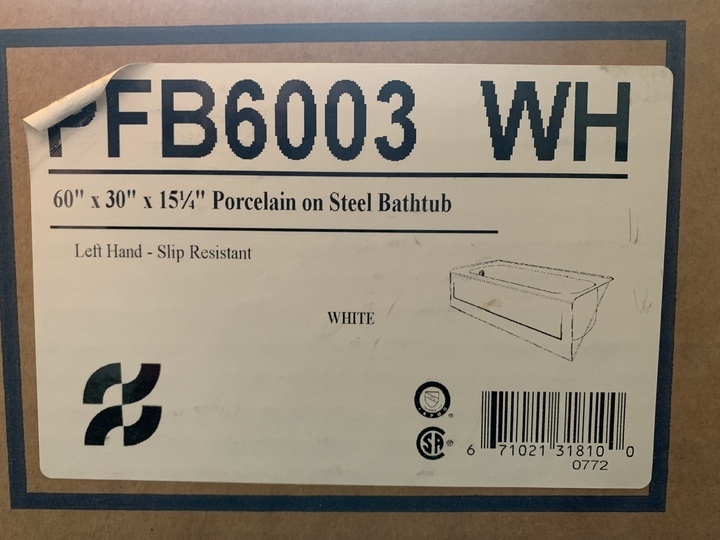 PFB6003 WH
60" x 30" x 15¼" Porcelain on Steel Bathtub
Left Hand - Slip Resistant
WHITE
6 71021 31810 0
0772